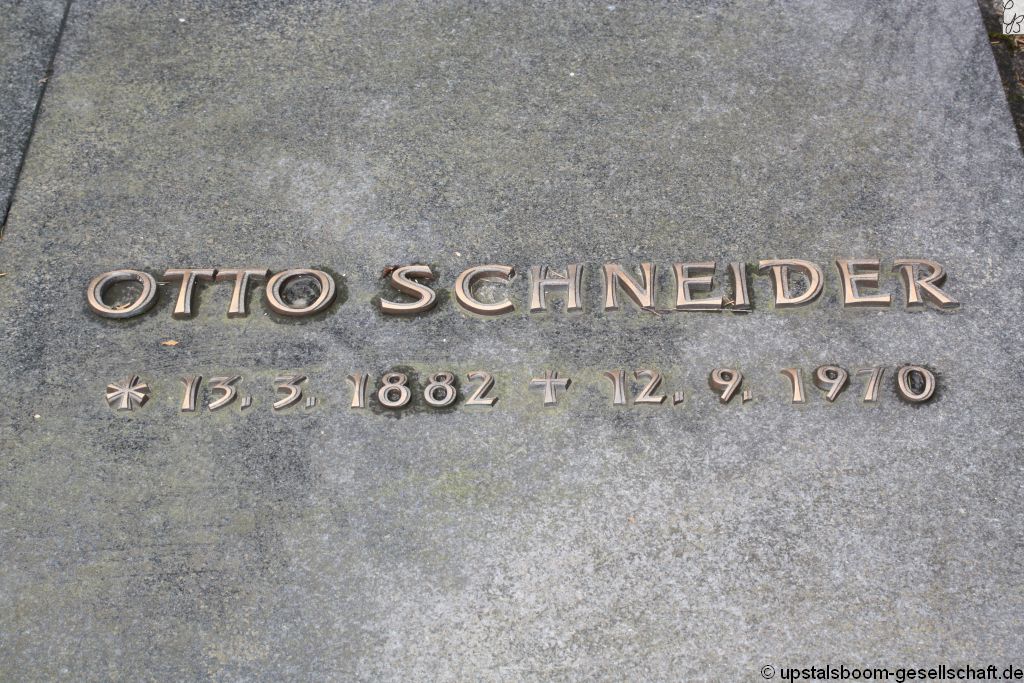 OTTO SCHNEIDER
* 13. 3. 1882 † 12. 9. 1970
© upstalsboom-gesellschaft.de